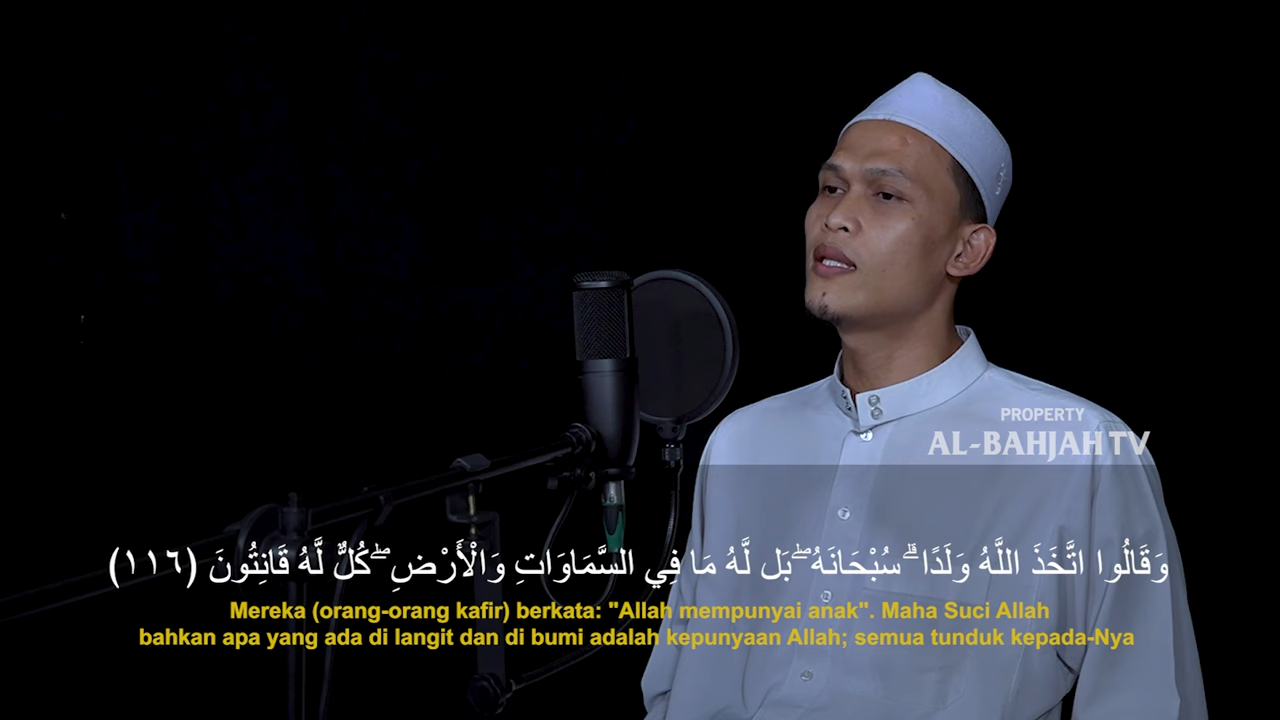 PROPERTY
AL-BAHJAH TV
وَقَالُوا اتَّخَذَ اللَّهُ وَلَدًا ۗ سُبْحَانَهُ ۖ بَل لَّهُ مَا فِي السَّمَاوَاتِ وَالْأَرْضِ ۖ كُلٌّ لَّهُ قَانِتُونَ (١١٦)
Mereka (orang-orang kafir) berkata: "Allah mempunyai anak". Maha Suci Allah
bahkan apa yang ada di langit dan di bumi adalah kepunyaan Allah; semua tunduk kepada-Nya